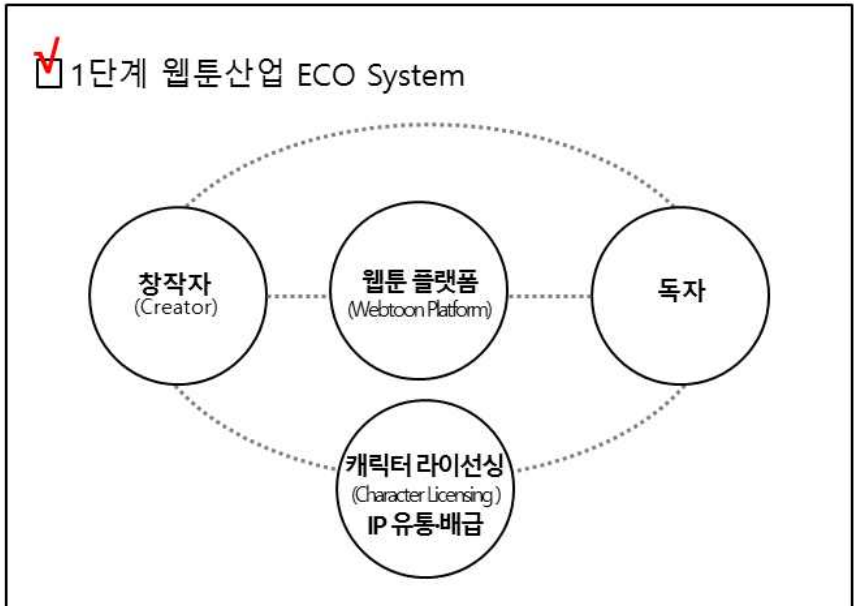 1단계 웹툰산업 ECO System
창작자
(Creator)
웹툰 플랫폼
(Webtoon Platform)
독자
캐릭터 라이선싱
(Character Licensing )
IP 유통·배급